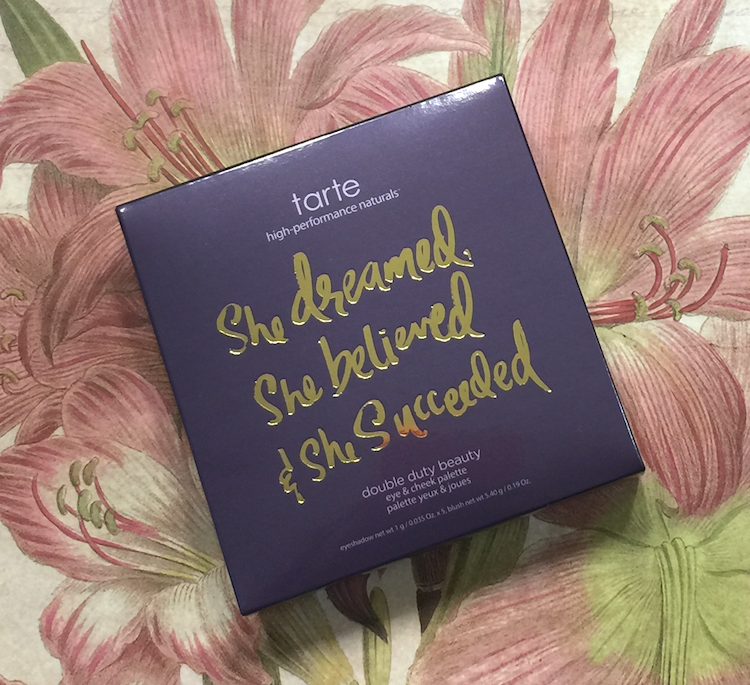 tarte
high-performance naturals™
She dreamed,
She believed
& She Succeeded
double duty beauty
eye & cheek palette
palette yeux & joues
eyeshadow net wt 1 g / 0.035 Oz. x 5, blush net wt 5.40 g / 0.19 Oz.